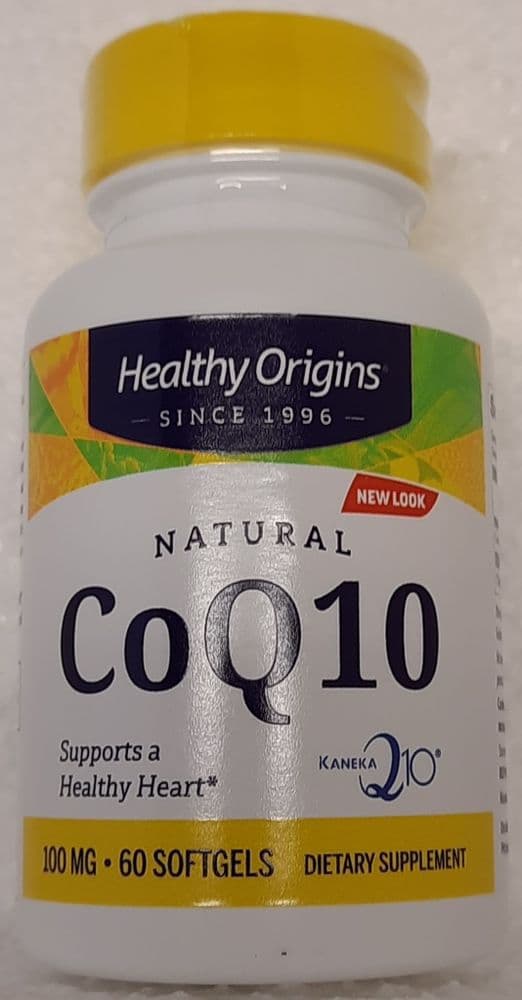 Healthy Origins
— SINCE 1996 —
NEW LOOK
NATURAL
CoQ10
Supports a
Healthy Heart*
KANEKA Q10®
100 MG • 60 SOFTGELS DIETARY SUPPLEMENT